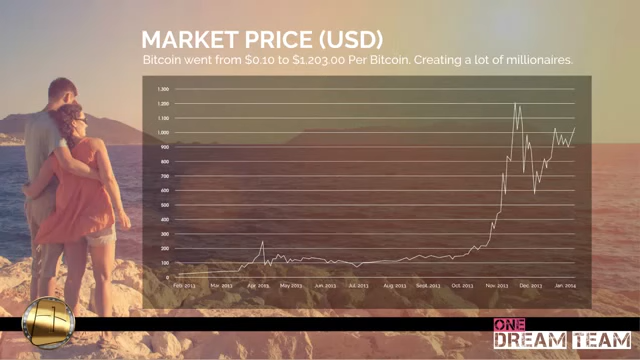 MARKET PRICE (USD)
Bitcoin went from $0.10 to $1,203.00 Per Bitcoin. Creating a lot of millionaires.
1.300
1.200
1.100
1.000
900
800
700
600
500
400
300
200
100
0
Feb. 2013 Mar. 2013 Apr. 2013 May 2013 Jun. 2013 Jul. 2013 Aug. 2013 Sept. 2013 Oct. 2013 Nov. 2013 Dec. 2013 Jan. 2014
ONE
DREAM TEAM